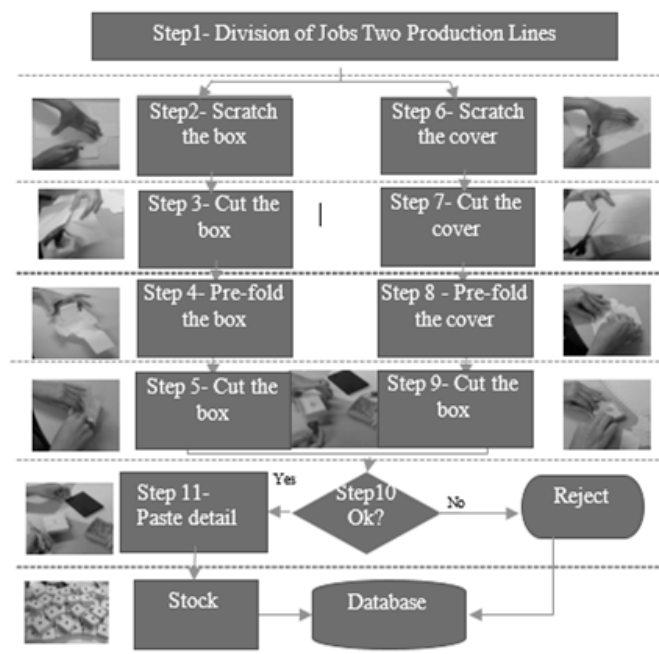 Step1- Division of Jobs Two Production Lines
Step2- Scratch
the box
Step 6- Scratch
the cover
Step 3- Cut the
box
Step 7- Cut the
cover
Step 4- Pre-fold
the box
Step 8 - Pre-fold
the cover
Step 5- Cut the
box
Step 9- Cut the
box
Step 11-
Paste detail
Yes
Step10
Ok?
No
Reject
Stock
Database